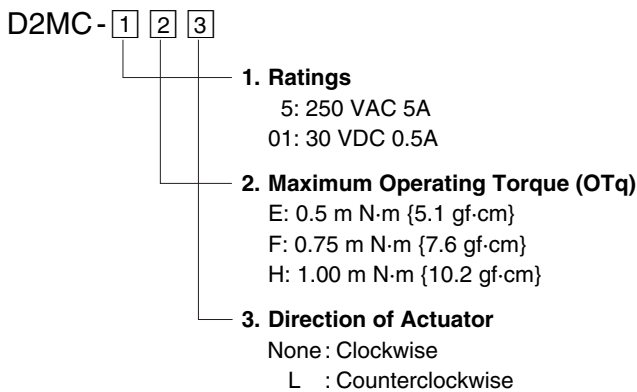 D2MC-1 2 3
1. Ratings
5: 250 VAC 5A
01: 30 VDC 0.5A
2. Maximum Operating Torque (OTq)
E: 0.5 m N·m {5.1 gf·cm}
F: 0.75 m N·m {7.6 gf·cm}
H: 1.00 m N·m {10.2 gf·cm}
3. Direction of Actuator
None : Clockwise
L : Counterclockwise